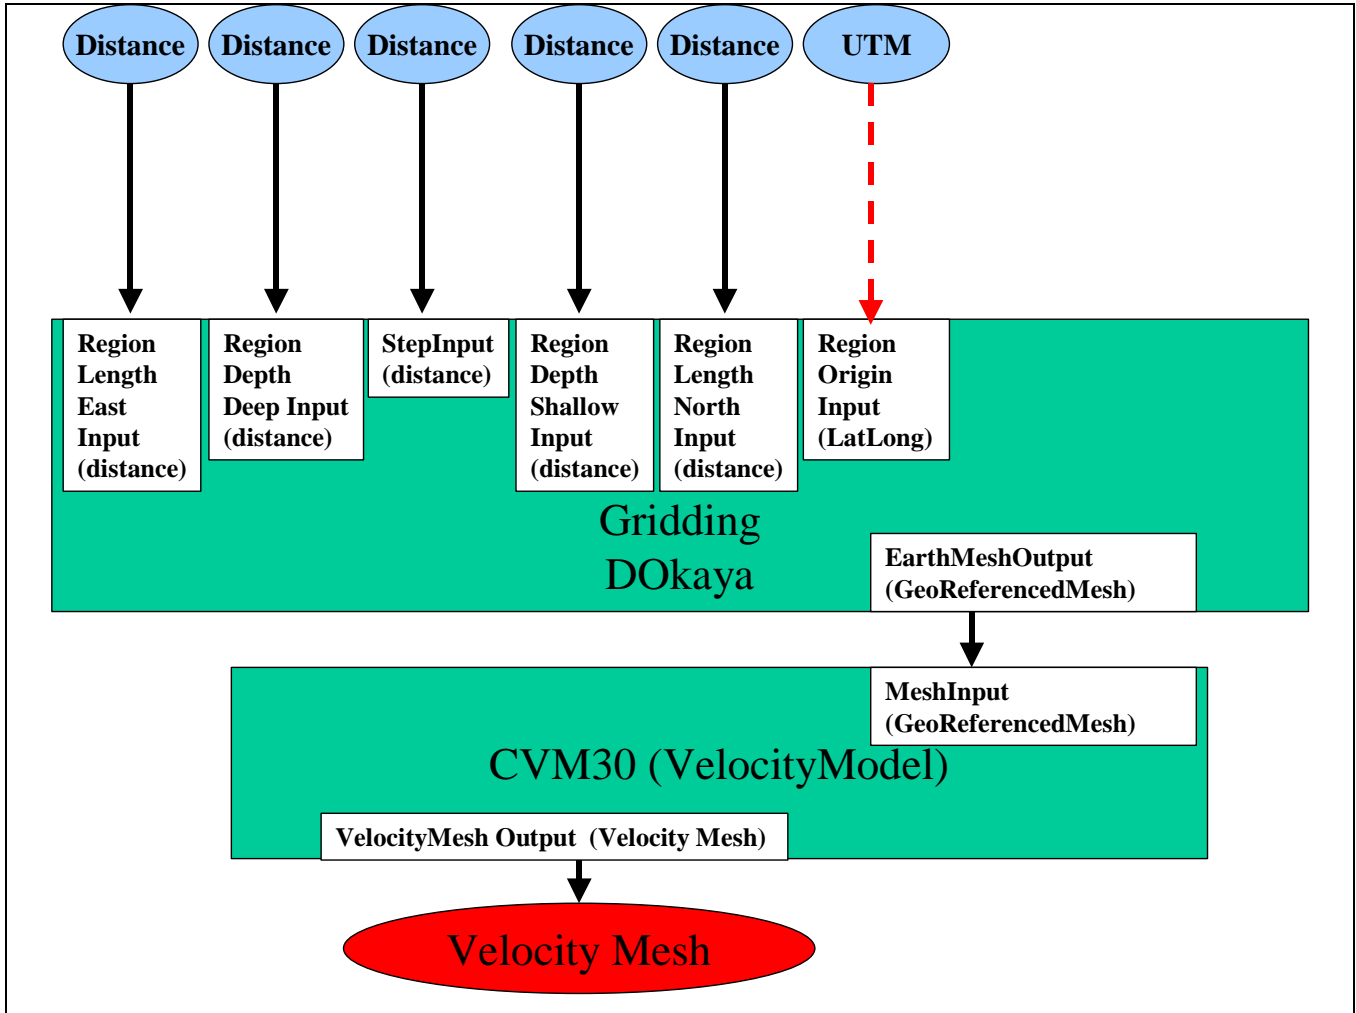 Distance
Distance
Distance
Distance
Distance
UTM
Region
Length
East
Input
(distance)
Region
Depth
Deep Input
(distance)
StepInput
(distance)
Region
Depth
Shallow
Input
(distance)
Region
Length
North
Input
(distance)
Region
Origin
Input
(LatLong)
Gridding
DOkaya
EarthMeshOutput
(GeoReferencedMesh)
MeshInput
(GeoReferencedMesh)
CVM30 (VelocityModel)
VelocityMesh Output (Velocity Mesh)
Velocity Mesh